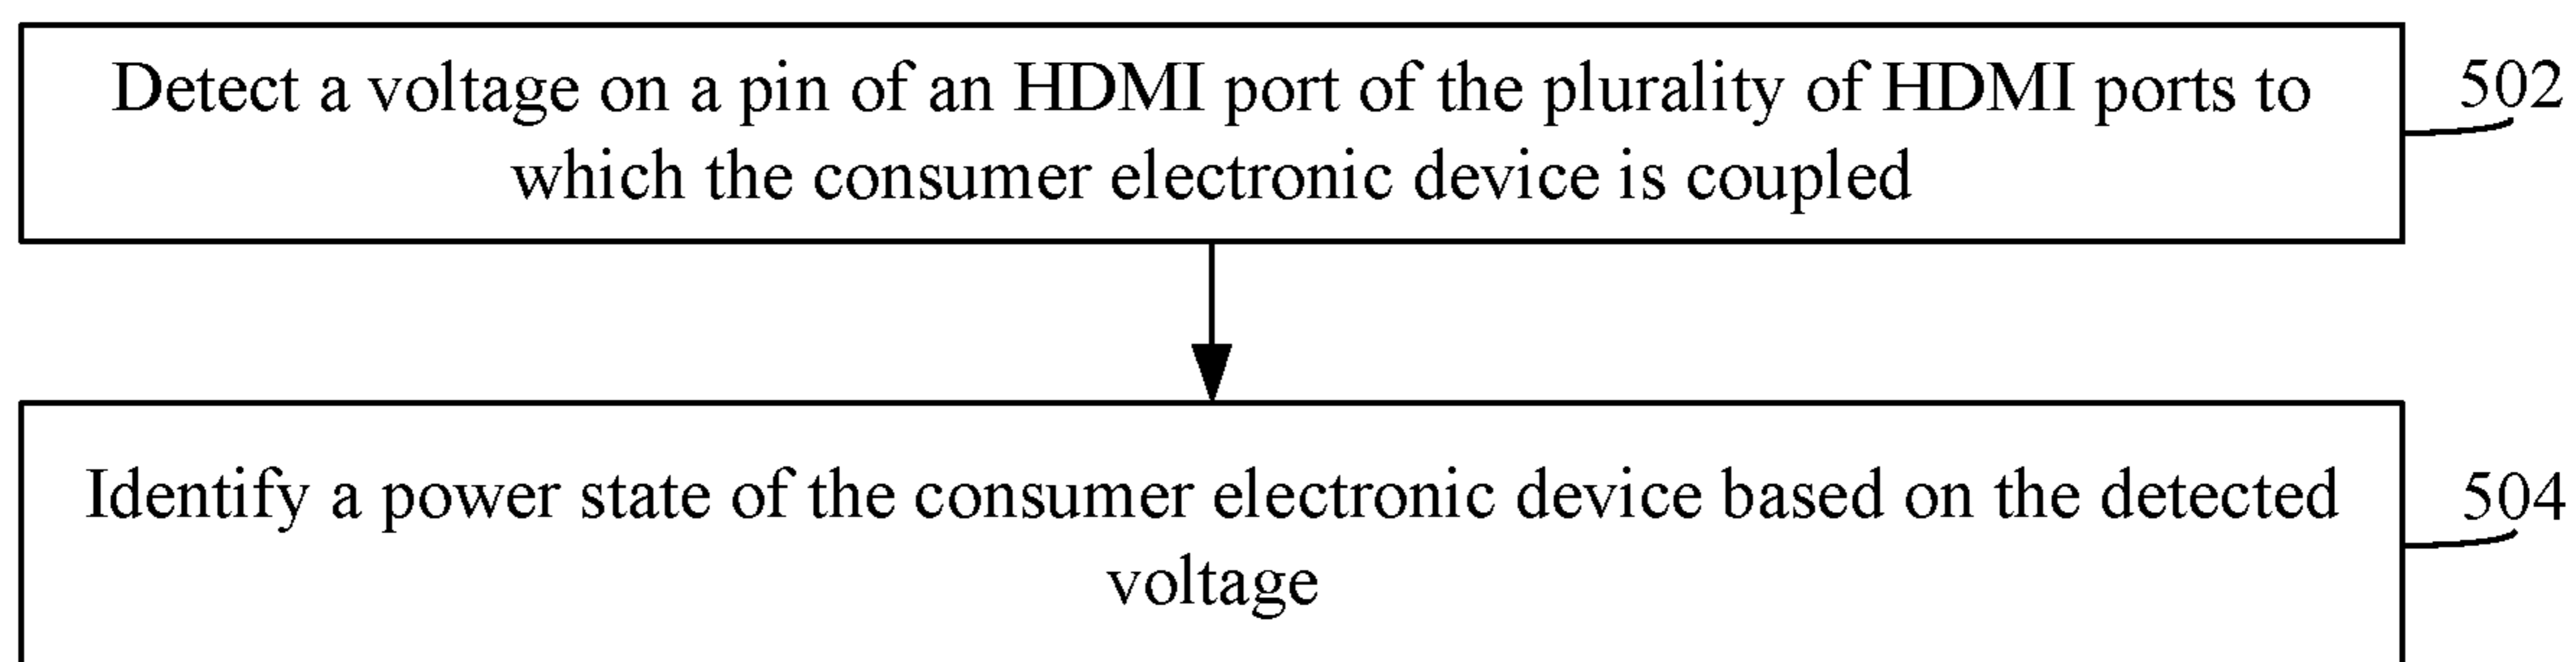 Detect a voltage on a pin of an HDMI port of the plurality of HDMI ports to
which the consumer electronic device is coupled
502
Identify a power state of the consumer electronic device based on the detected
voltage
504